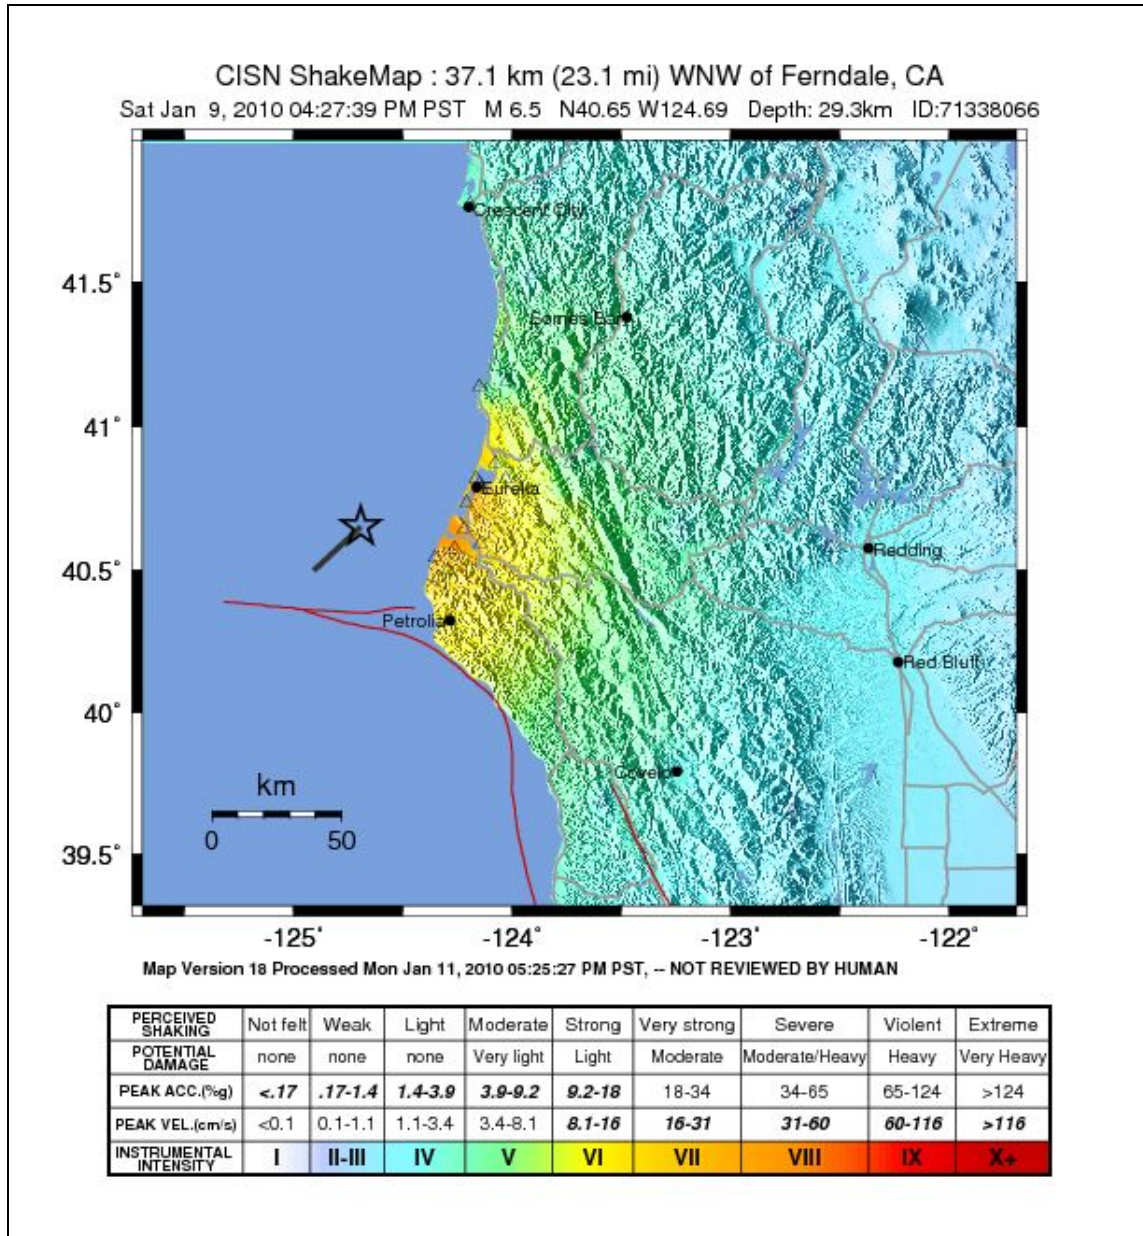 CISN ShakeMap : 37.1 km (23.1 mi) WNW of Ferndale, CA
Sat Jan 9, 2010 04:27:39 PM PST M 6.5 N40.65 W124.69 Depth: 29.3km ID:71338066
Crescent City
41.5°
Somes Bar
41°
Eureka
40.5°
Redding
Petrolia
Red Bluff
40°
Covelo
km
0 50
39.5°
-125° -124° -123° -122°
Map Version 18 Processed Mon Jan 11, 2010 05:25:27 PM PST, -- NOT REVIEWED BY HUMAN
PERCEIVED SHAKING Not felt Weak Light Moderate Strong Very strong Severe Violent Extreme
POTENTIAL DAMAGE none none none Very light Light Moderate Moderate/Heavy Heavy Very Heavy
PEAK ACC.(%g) <.17 .17-1.4 1.4-3.9 3.9-9.2 9.2-18 18-34 34-65 65-124 >124
PEAK VEL.(cm/s) <0.1 0.1-1.1 1.1-3.4 3.4-8.1 8.1-16 16-31 31-60 60-116 >116
INSTRUMENTAL INTENSITY I II-III IV V VI VII VIII IX X+